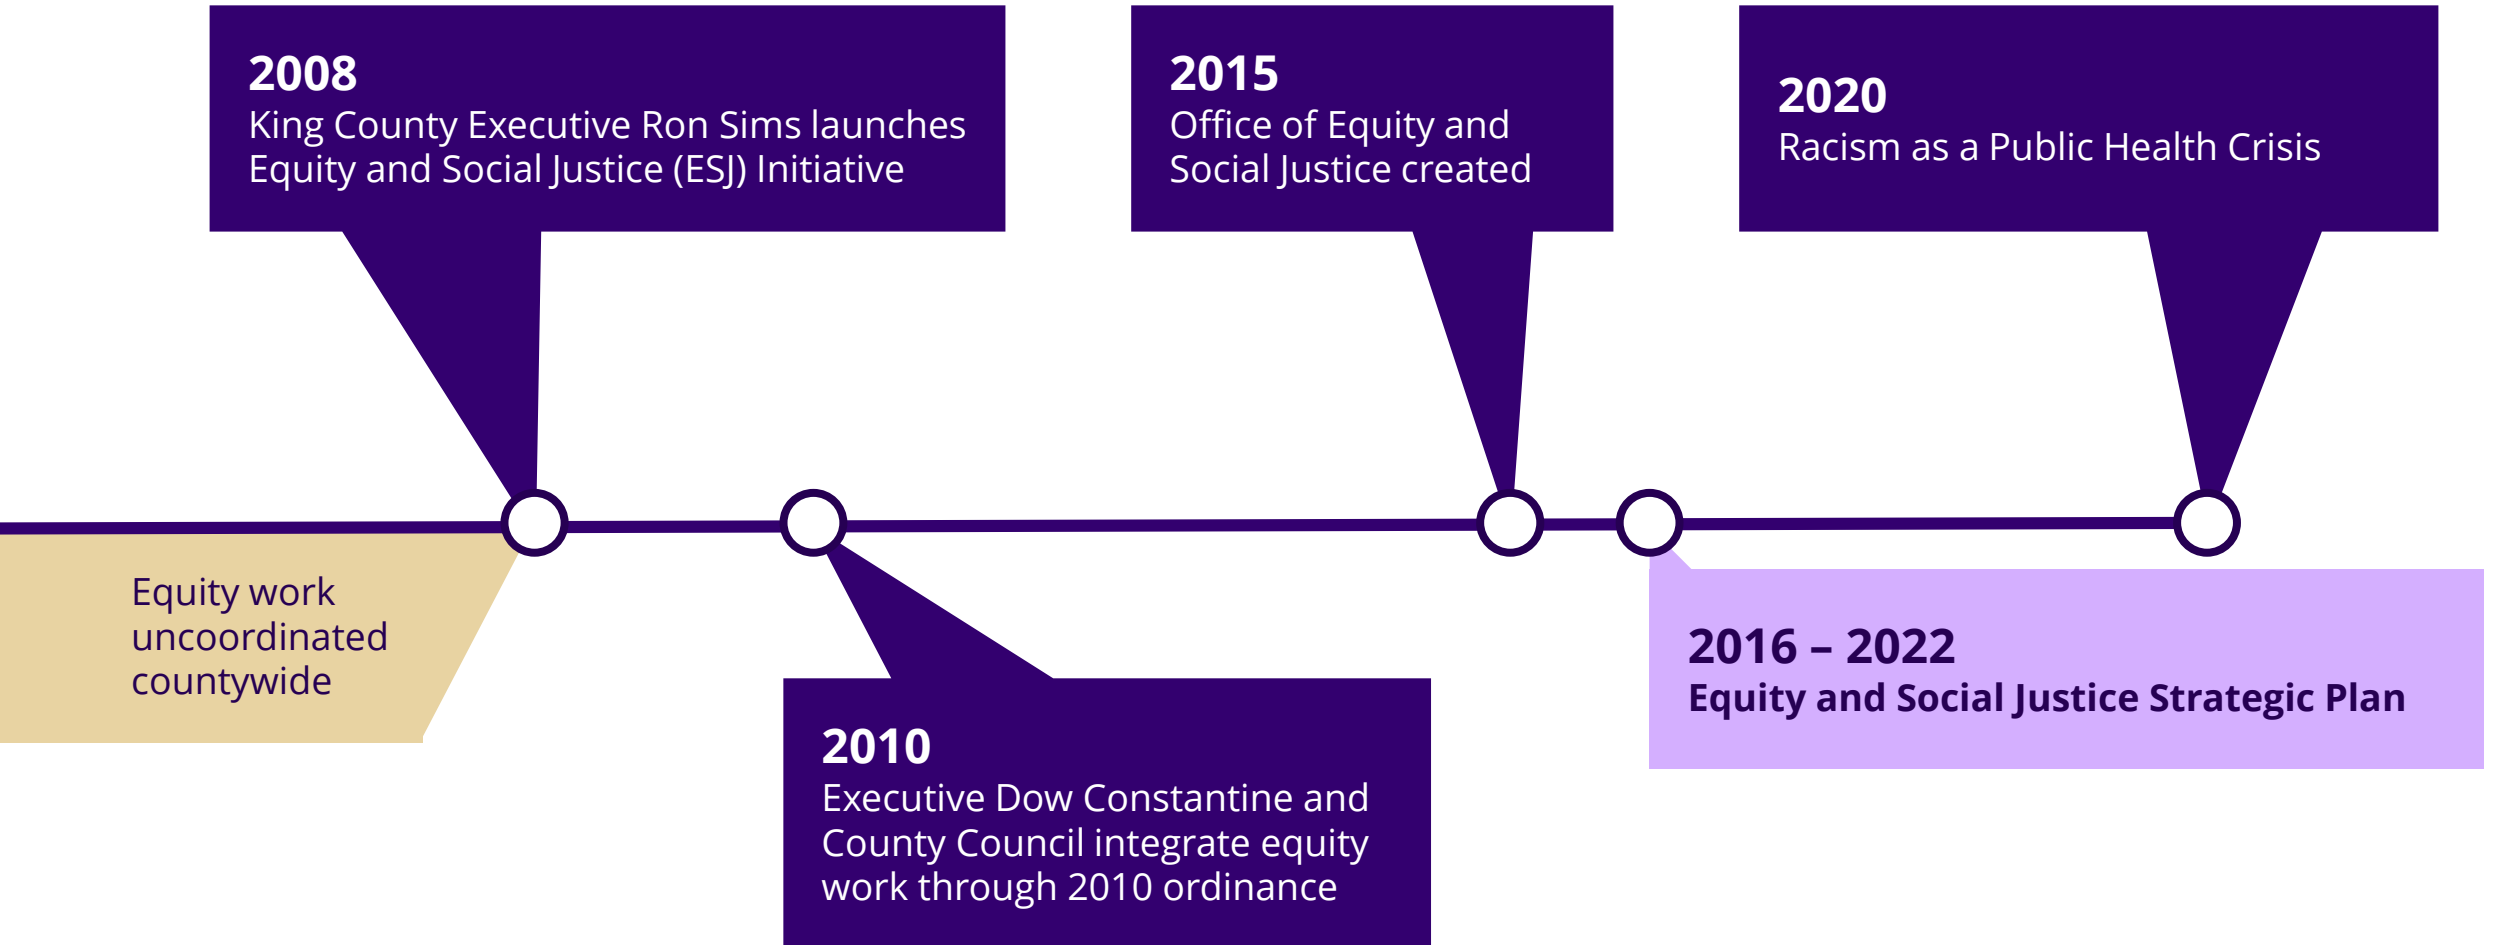 2008
King County Executive Ron Sims launches
Equity and Social Justice (ESJ) Initiative
2015
Office of Equity and
Social Justice created
2020
Racism as a Public Health Crisis
Equity work
uncoordinated
countywide
2010
Executive Dow Constantine and
County Council integrate equity
work through 2010 ordinance
2016 – 2022
Equity and Social Justice Strategic Plan